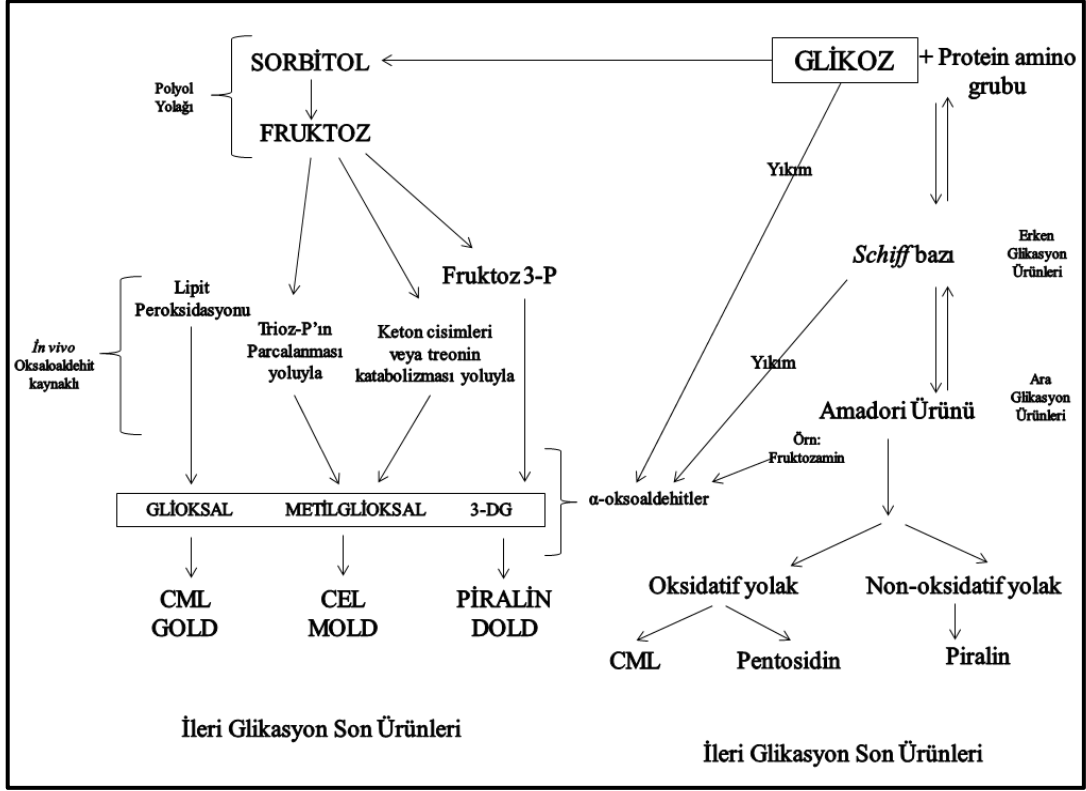 SORBİTOL
GLİKOZ
+ Protein amino
grubu
Polyol
Yolağı
FRUKTOZ
Yıkım
Schiff bazı
Erken
Glikasyon
Ürünleri
Fruktoz 3-P
Lipit
Peroksidasyonu
Trioz-P’ın
Parcalanması
yoluyla
Keton cisimleri
veya treonin
katabolizması yoluyla
İn vivo
Oksaloaldehit
kaynaklı
Yıkım
Ara
Glikasyon
Ürünleri
Amadori Ürünü
Örn:
Fruktozamin
α-oksoaldehitler
GLİOKSAL METİLGLİOKSAL 3-DG
CML
GOLD
CEL
MOLD
PİRALİN
DOLD
Oksidatif yolak
Non-oksidatif yolak
CML
Pentosidin
Piralin
İleri Glikasyon Son Ürünleri
İleri Glikasyon Son Ürünleri